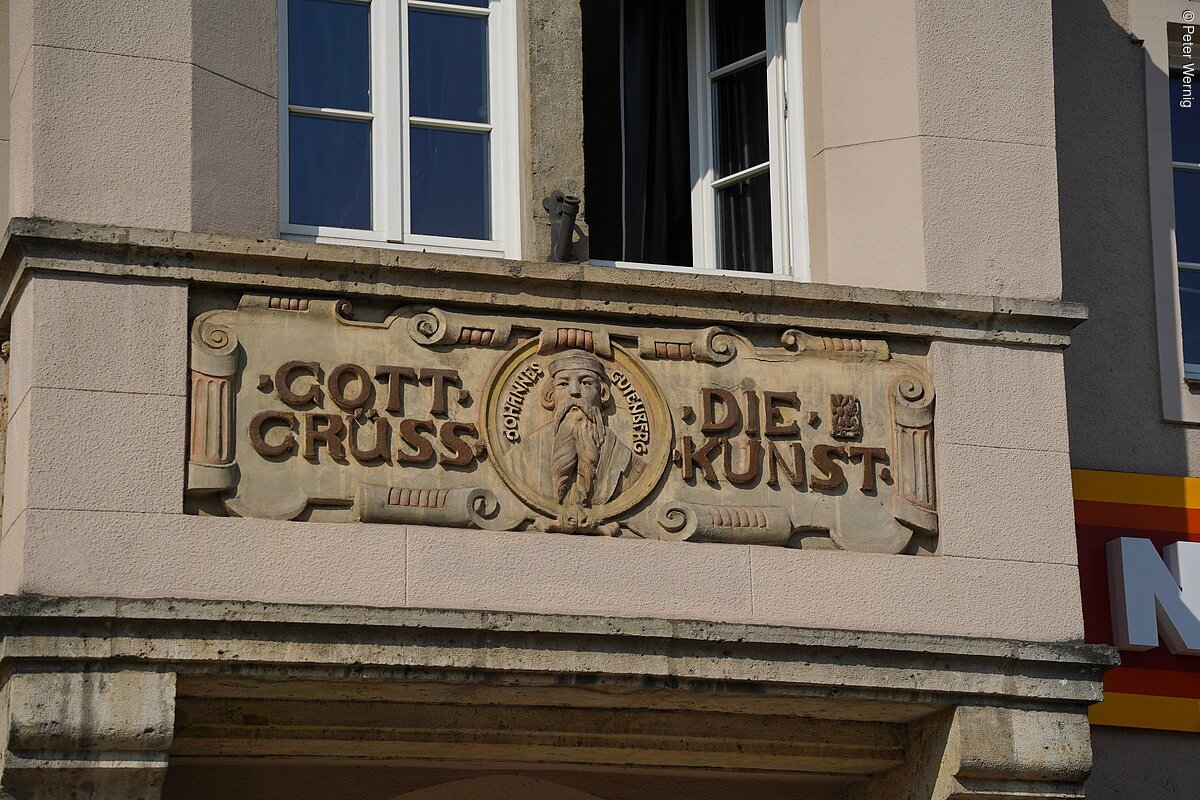 ·GOTT·
GRÜSS·
JOHANNES GUTENBERG
·DIE·
·KUNST·
N
© Peter Wernig